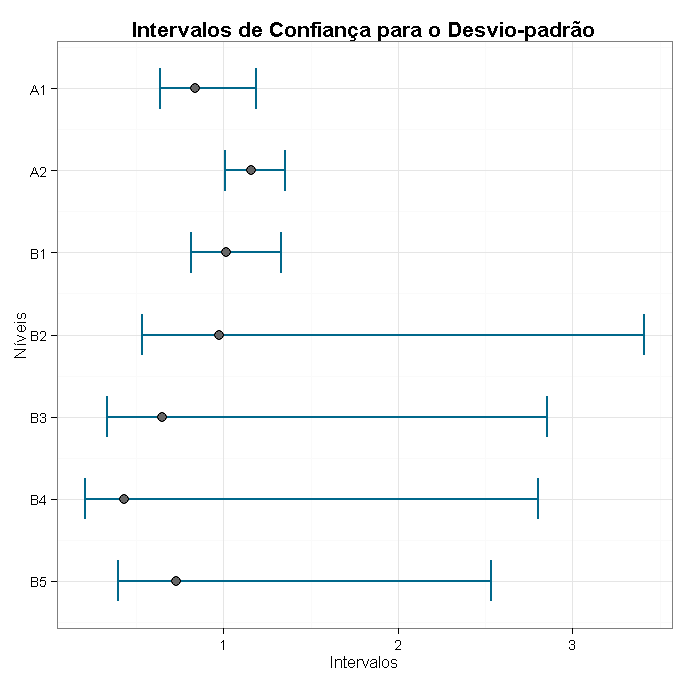 Intervalos de Confiança para o Desvio-padrão
A1
A2
B1
B2
B3
B4
B5
Níveis
1 2 3
Intervalos